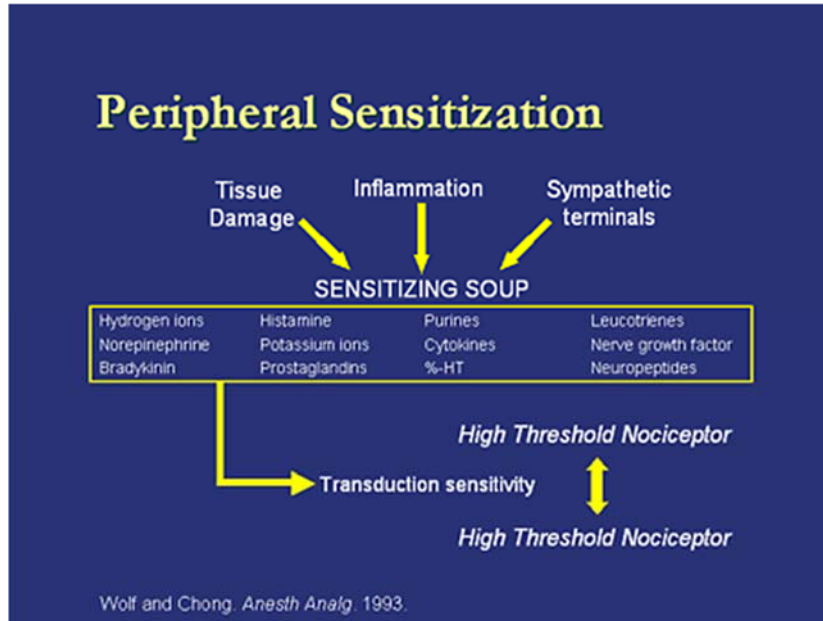 Peripheral Sensitization
Tissue
Damage
Inflammation
Sympathetic
terminals
SENSITIZING SOUP
Hydrogen ions Histamine Purines Leucotrienes
Norepinephrine Potassium ions Cytokines Nerve growth factor
Bradykinin Prostaglandins %-HT Neuropeptides
High Threshold Nociceptor
Transduction sensitivity
High Threshold Nociceptor
Wolf and Chong. Anesth Analg. 1993.